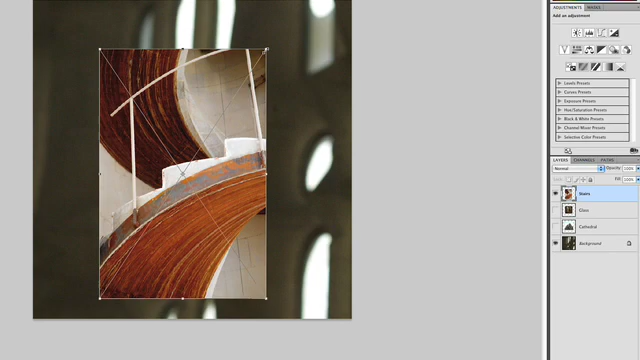 ADJUSTMENTS MASKS
Add an adjustment
Levels Presets
Curves Presets
Exposure Presets
Hue/Saturation Presets
Black & White Presets
Channel Mixer Presets
Selective Color Presets
LAYERS CHANNELS PATHS
Normal Opacity: 100%
Lock: Fill: 100%
Stairs
Glass
Cathedral
Background